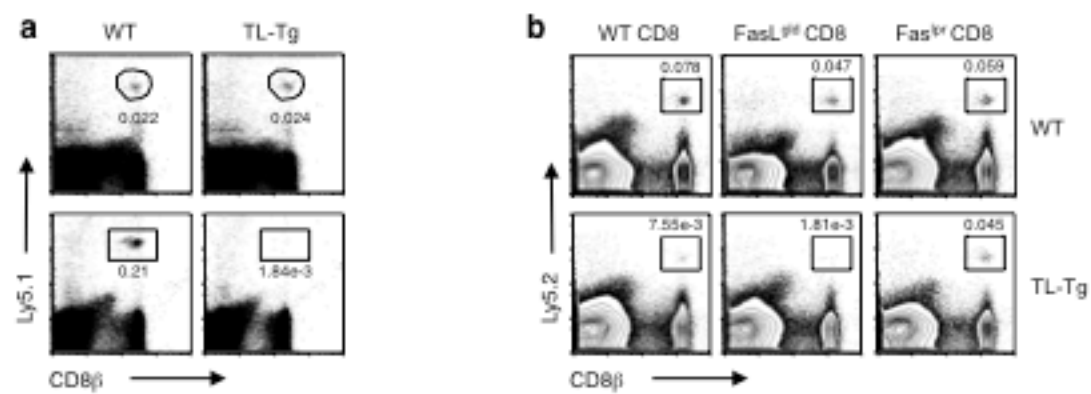 a
WT TL-Tg
0.022 0.024
0.21 1.84e-3
Ly5.1
CD8β
b
WT CD8 FasLgld CD8 Faslpr CD8
0.078 0.047 0.059
WT
7.55e-3 1.81e-3 0.045
TL-Tg
Ly5.2
CD8β